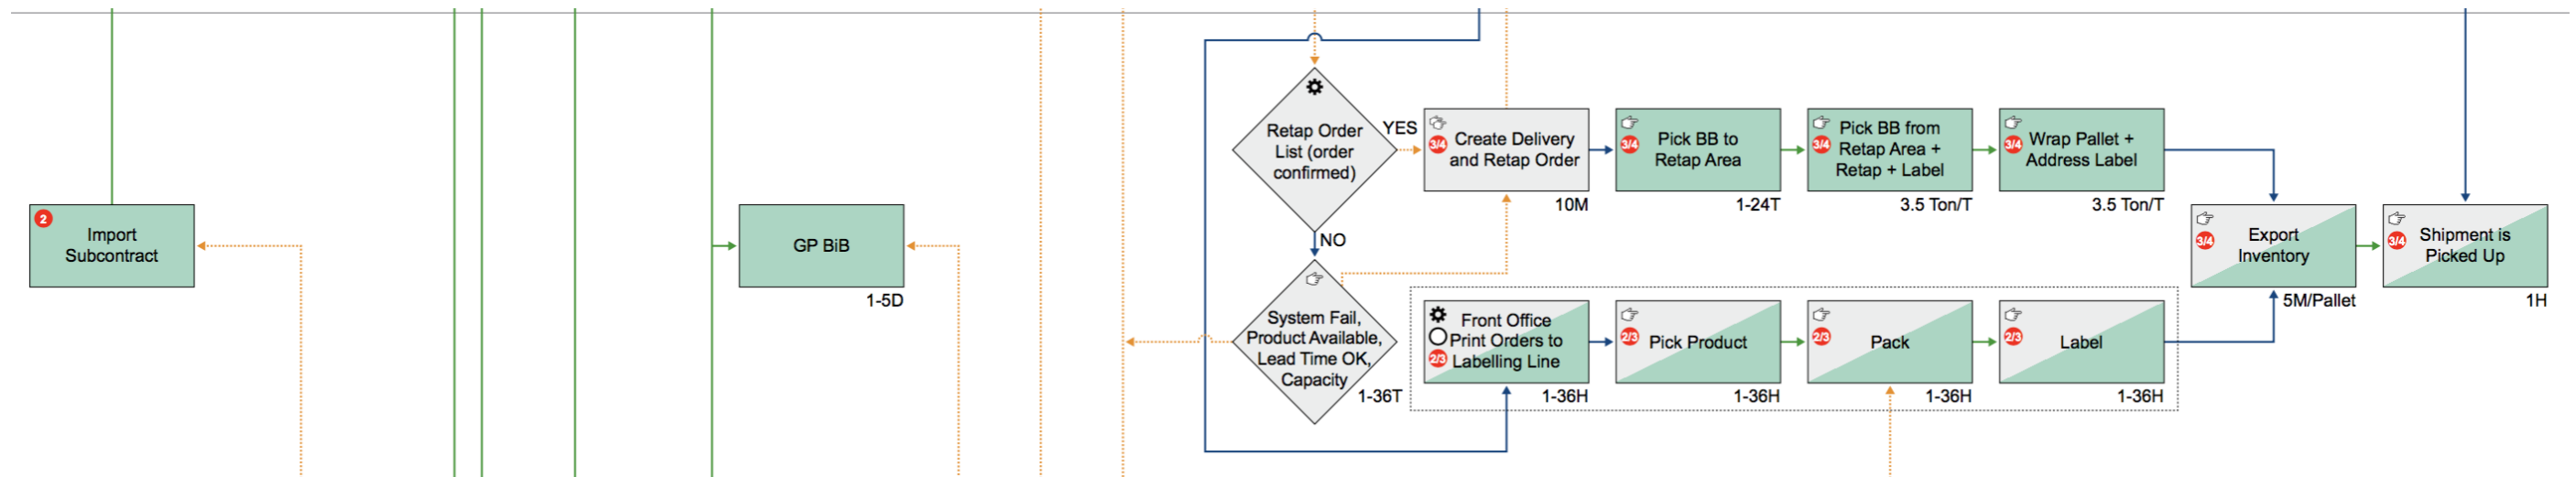 2
Import
Subcontract
GP BiB
1-5D
Retap Order
List (order
confirmed)
YES
NO
System Fail,
Product Available,
Lead Time OK,
Capacity
1-36T
3/4
Create Delivery
and Retap Order
10M
3/4
Pick BB to
Retap Area
1-24T
3/4
Pick BB from
Retap Area +
Retap + Label
3.5 Ton/T
3/4
Wrap Pallet +
Address Label
3.5 Ton/T
2/3
Front Office
Print Orders to
Labelling Line
1-36H
2/3
Pick Product
1-36H
2/3
Pack
1-36H
2/3
Label
1-36H
3/4
Export
Inventory
5M/Pallet
3/4
Shipment is
Picked Up
1H